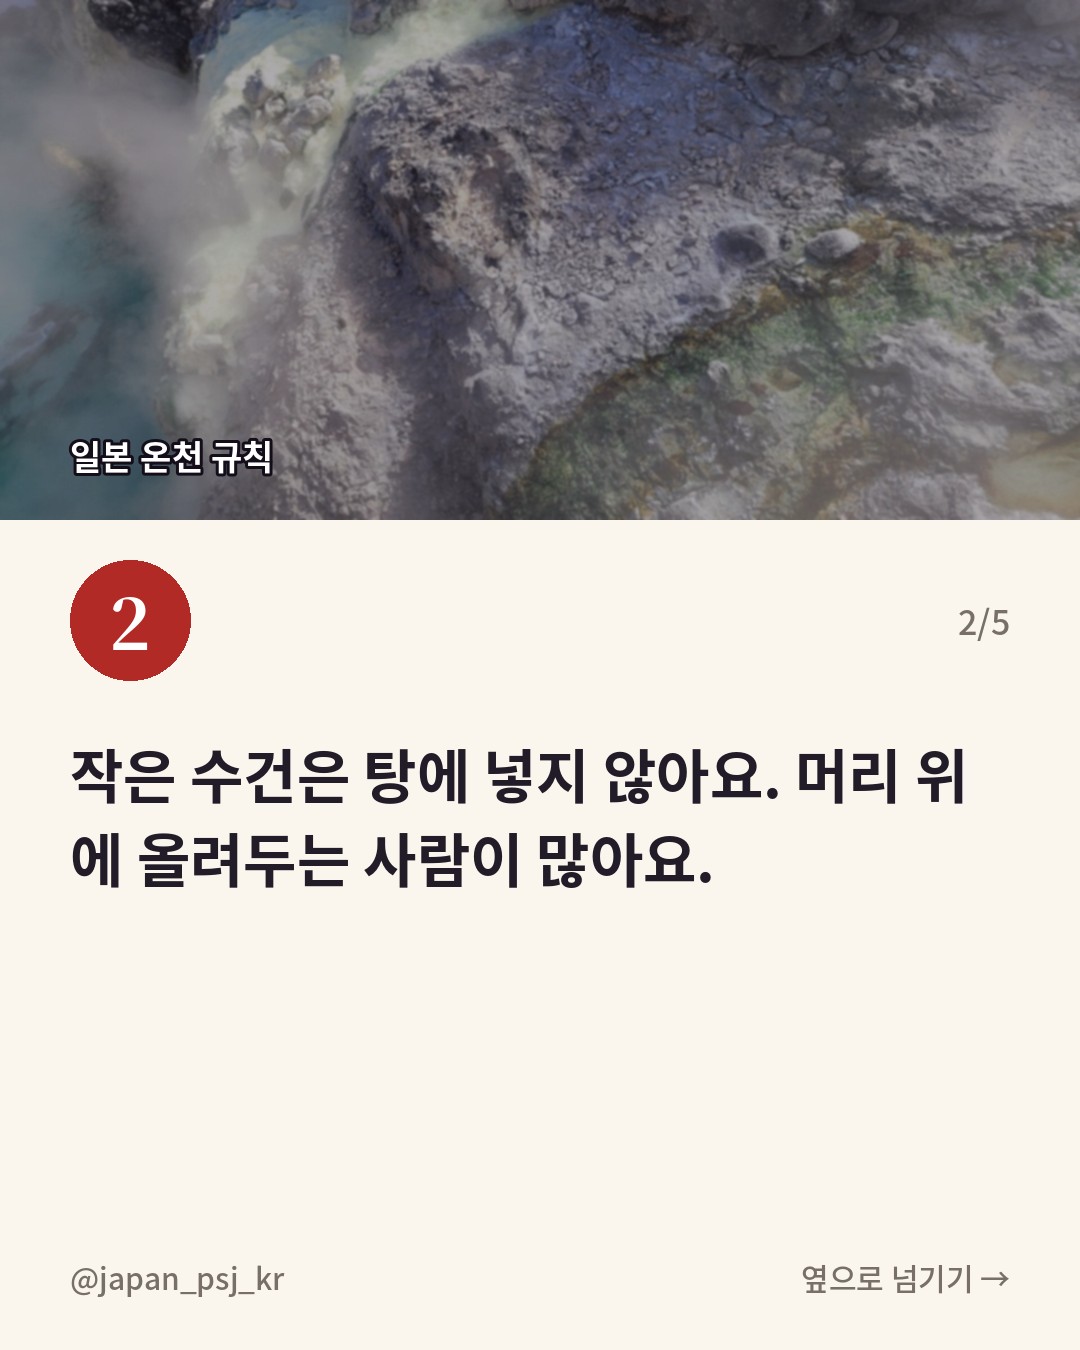 일본 온천 규칙
2
2/5
작은 수건은 탕에 넣지 않아요. 머리 위
에 올려두는 사람이 많아요.
@japan_psj_kr
옆으로 넘기기 →